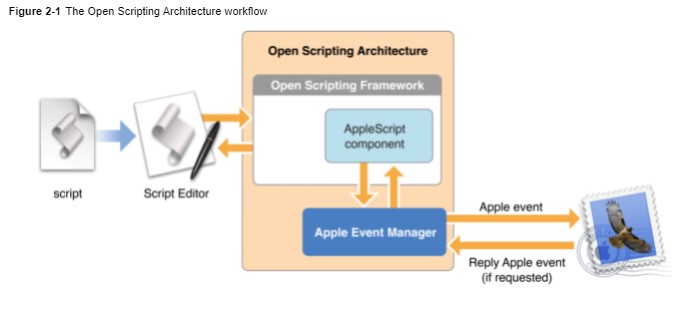 Figure 2-1 The Open Scripting Architecture workflow
Open Scripting Architecture
Open Scripting Framework
AppleScript
component
script
Script Editor
Apple Event Manager
Apple event
Reply Apple event
(if requested)